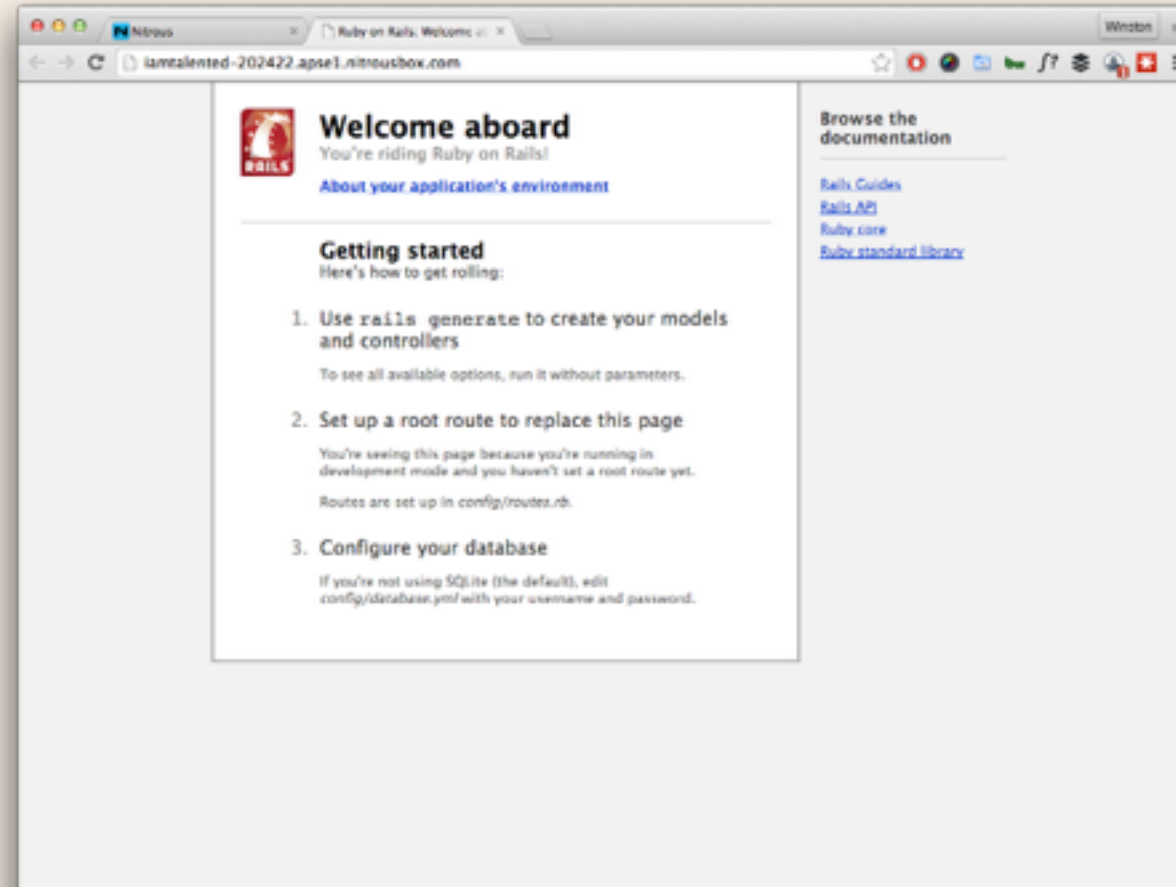 Nitrous
Ruby on Rails: Welcome a
Winston
iamtalented-202422.apse1.nitrousbox.com
RAILS
Welcome aboard
You're riding Ruby on Rails!
About your application's environment
Getting started
Here's how to get rolling:
1. Use rails generate to create your models
and controllers
To see all available options, run it without parameters.
2. Set up a root route to replace this page
You're seeing this page because you're running in
development mode and you haven't set a root route yet.
Routes are set up in config/routes.rb.
3. Configure your database
If you're not using SQLite (the default), edit
config/database.yml with your username and password.
Browse the
documentation
Rails Guides
Rails API
Ruby core
Ruby standard library